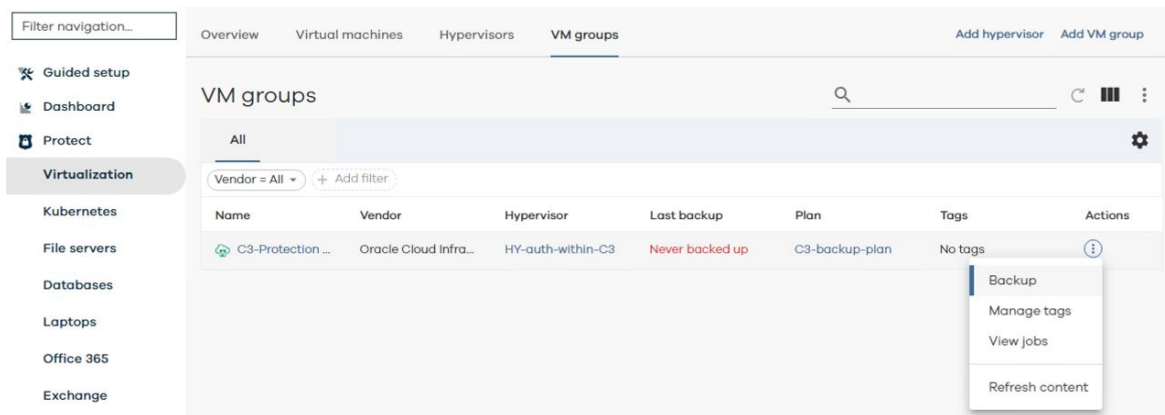 Filter navigation...
Overview Virtual machines Hypervisors VM groups Add hypervisor Add VM group
Guided setup
Dashboard
Protect
Virtualization
Kubernetes
File servers
Databases
Laptops
Office 365
Exchange
VM groups
All
Vendor = All + Add filter
Name Vendor Hypervisor Last backup Plan Tags Actions
C3-Protection ... Oracle Cloud Infra... HY-auth-within-C3 Never backed up C3-backup-plan No tags
Backup
Manage tags
View jobs
Refresh content